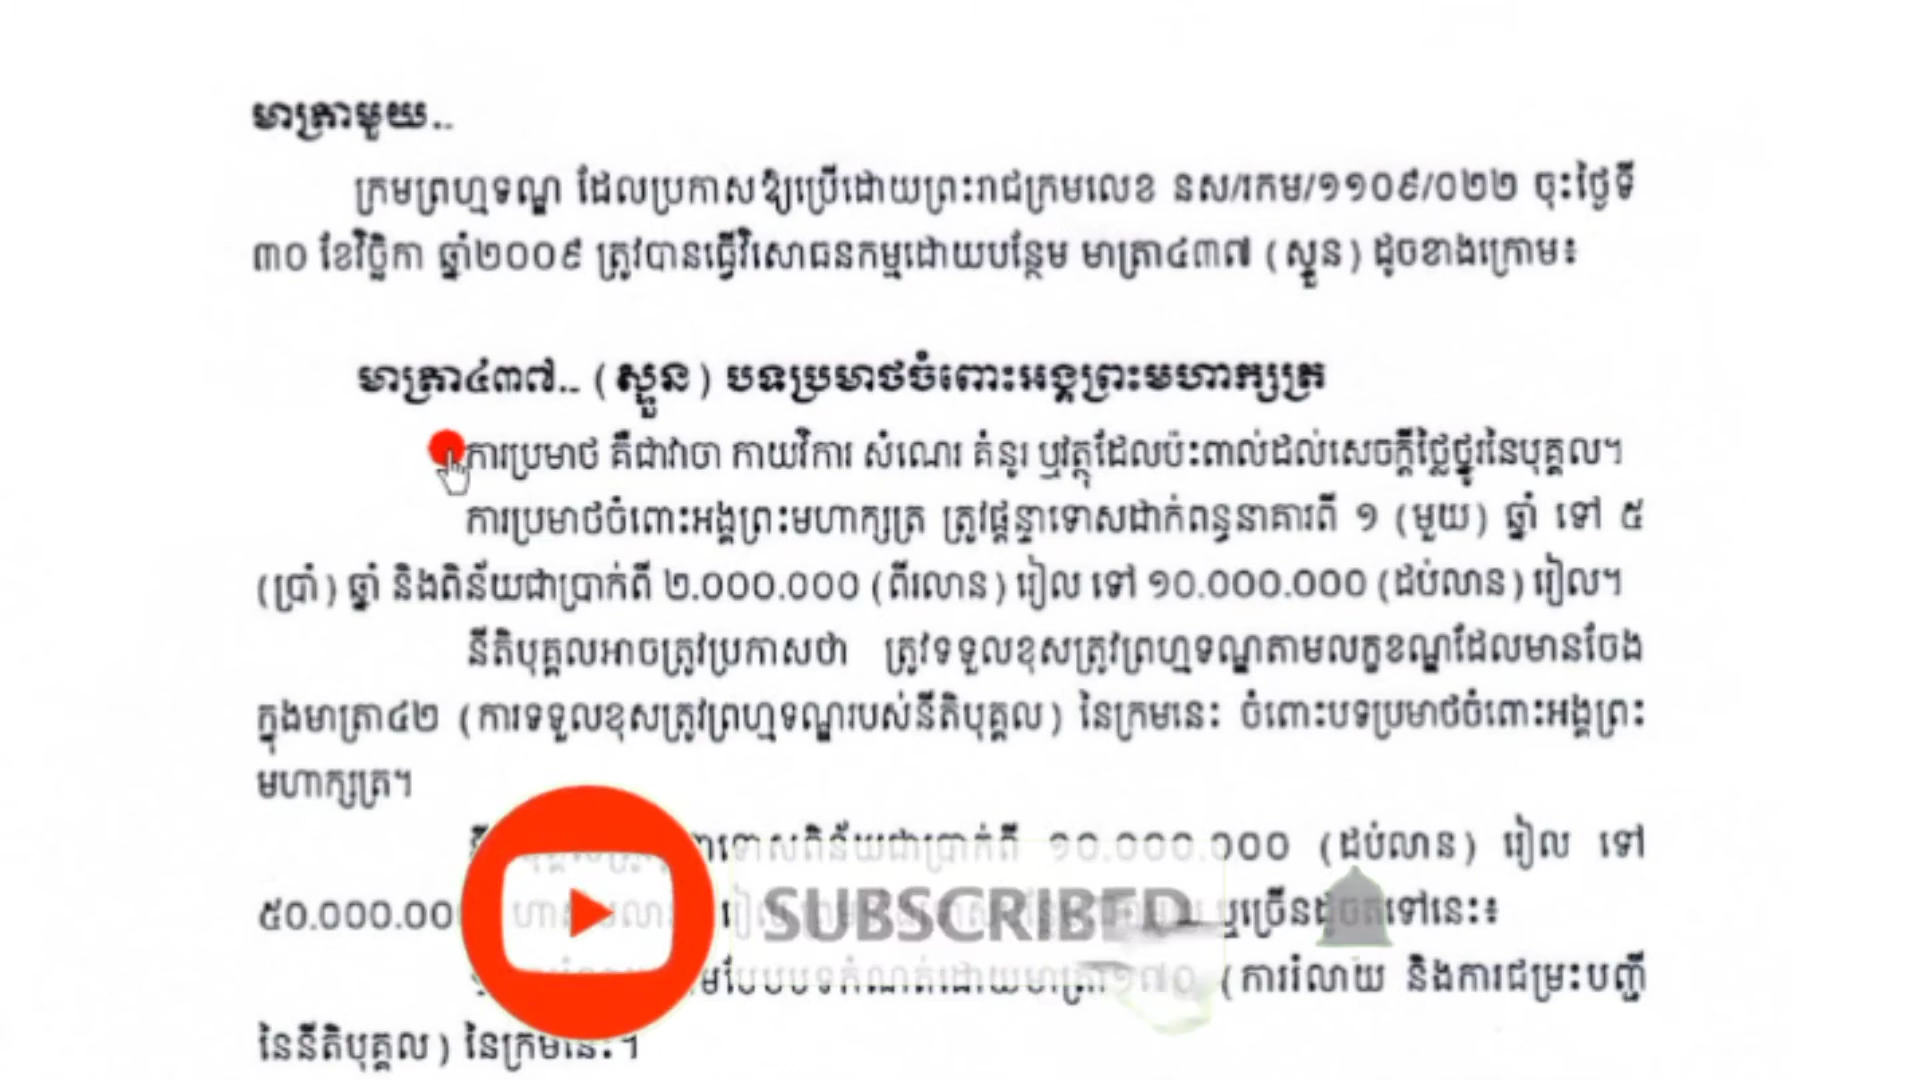 មាត្រាមួយ..
ក្រមព្រហ្មទណ្ឌ ដែលប្រកាសឱ្យប្រើដោយព្រះរាជក្រមលេខ នស/រកម/១១០៩/០២២ ចុះថ្ងៃទី
៣០ ខែវិច្ឆិកា ឆ្នាំ២០០៩ ត្រូវបានធ្វើវិសោធនកម្មដោយបន្ថែម មាត្រា៤៣៧ (ស្ទួន) ដូចខាងក្រោម៖
មាត្រា៤៣៧.. (ស្ទួន) បទប្រមាថចំពោះអង្គព្រះមហាក្សត្រ
ការប្រមាថ គឺជាវាចា កាយវិការ សំណេរ គំនូរ ឬវត្ថុដែលប៉ះពាល់ដល់សេចក្តីថ្លៃថ្នូរនៃបុគ្គល។
ការប្រមាថចំពោះអង្គព្រះមហាក្សត្រ ត្រូវផ្តន្ទាទោសដាក់ពន្ធនាគារពី ១ (មួយ) ឆ្នាំ ទៅ ៥
(ប្រាំ) ឆ្នាំ និងពិន័យជាប្រាក់ពី ២.០០០.០០០ (ពីរលាន) រៀល ទៅ ១០.០០០.០០០ (ដប់លាន) រៀល។
នីតិបុគ្គលអាចត្រូវប្រកាសថា ត្រូវទទួលខុសត្រូវព្រហ្មទណ្ឌតាមលក្ខខណ្ឌដែលមានចែង
ក្នុងមាត្រា៤២ (ការទទួលខុសត្រូវព្រហ្មទណ្ឌរបស់នីតិបុគ្គល) នៃក្រមនេះ ចំពោះបទប្រមាថចំពោះអង្គព្រះ
មហាក្សត្រ។
ពិន័យជាប្រាក់ពី ១០.០០០.០០០ (ដប់លាន) រៀល ទៅ
៥០.០០០.០០ SUBSCRIBED ឬច្រើនដូចតទៅនេះ៖
បែបបទកំណត់ដោយមាត្រា១៧០ (ការរំលាយ និងការជម្រះបញ្ជី
នៃនីតិបុគ្គល) នៃក្រមនេះ។